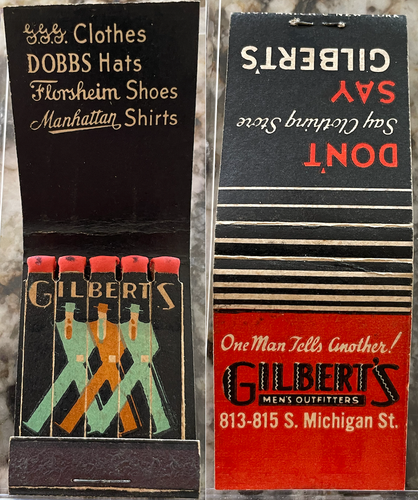 G.G.G. Clothes
DOBBS Hats
Florsheim Shoes
Manhattan Shirts
GILBERTS
DON'T
Say Clothing Store
SAY
GILBERT'S
One Man Tells Another!
GILBERT'S
MEN'S OUTFITTERS
813-815 S. Michigan St.